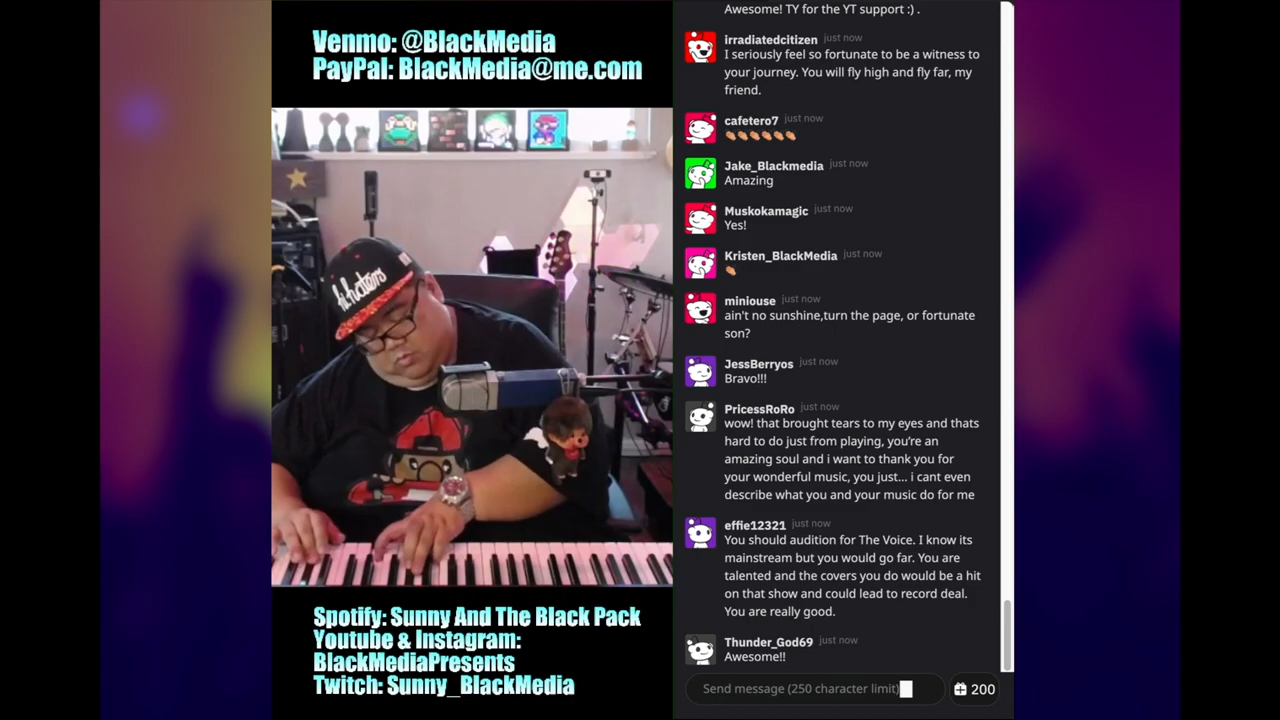 Venmo: @BlackMedia
PayPal: BlackMedia@me.com
hi haters
Spotify: Sunny And The Black Pack
Youtube & Instagram:
BlackMediaPresents
Twitch: Sunny_BlackMedia
Awesome! TY for the YT support :) .
irradiatedcitizen just now
I seriously feel so fortunate to be a witness to
your journey. You will fly high and fly far, my
friend.
cafetero7 just now
👏👏👏👏👏👏
Jake_Blackmedia just now
Amazing
Muskokamagic just now
Yes!
Kristen_BlackMedia just now
👏
miniouse just now
ain't no sunshine,turn the page, or fortunate
son?
JessBerryos just now
Bravo!!!
PricessRoRo just now
wow! that brought tears to my eyes and thats
hard to do just from playing, you're an
amazing soul and i want to thank you for
your wonderful music, you just... i cant even
describe what you and your music do for me
effie12321 just now
You should audition for The Voice. I know its
mainstream but you would go far. You are
talented and the covers you do would be a hit
on that show and could lead to record deal.
You are really good.
Thunder_God69 just now
Awesome!!
Send message (250 character limit)
200